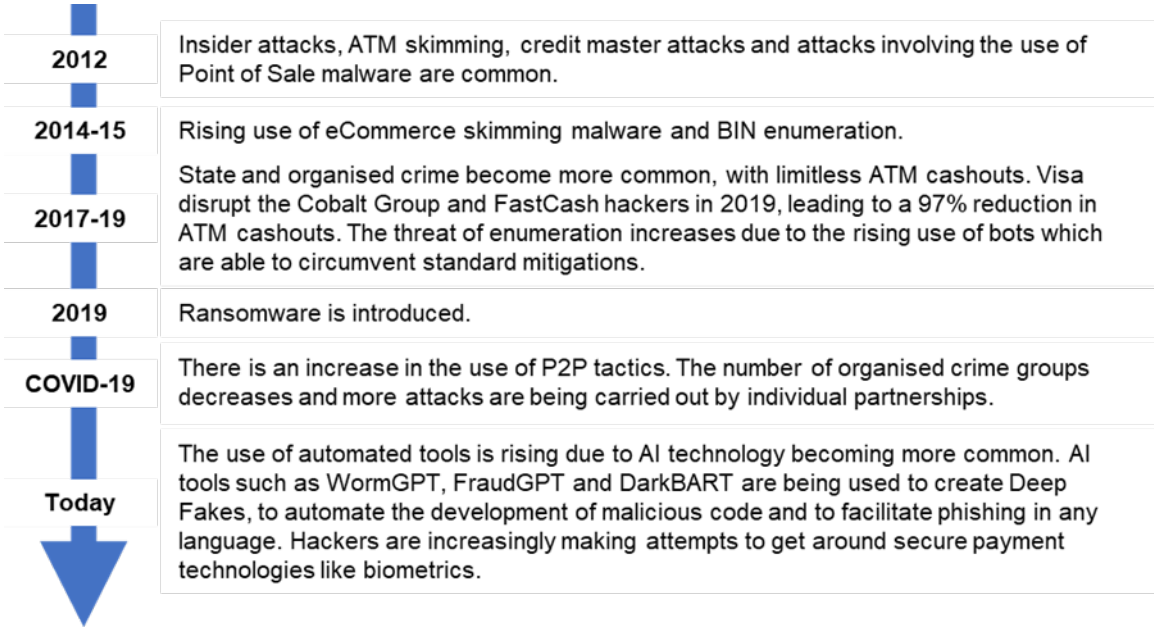 2012
Insider attacks, ATM skimming, credit master attacks and attacks involving the use of
Point of Sale malware are common.
2014-15
Rising use of eCommerce skimming malware and BIN enumeration.
2017-19
State and organised crime become more common, with limitless ATM cashouts. Visa
disrupt the Cobalt Group and FastCash hackers in 2019, leading to a 97% reduction in
ATM cashouts. The threat of enumeration increases due to the rising use of bots which
are able to circumvent standard mitigations.
2019
Ransomware is introduced.
COVID-19
There is an increase in the use of P2P tactics. The number of organised crime groups
decreases and more attacks are being carried out by individual partnerships.
Today
The use of automated tools is rising due to AI technology becoming more common. AI
tools such as WormGPT, FraudGPT and DarkBART are being used to create Deep
Fakes, to automate the development of malicious code and to facilitate phishing in any
language. Hackers are increasingly making attempts to get around secure payment
technologies like biometrics.